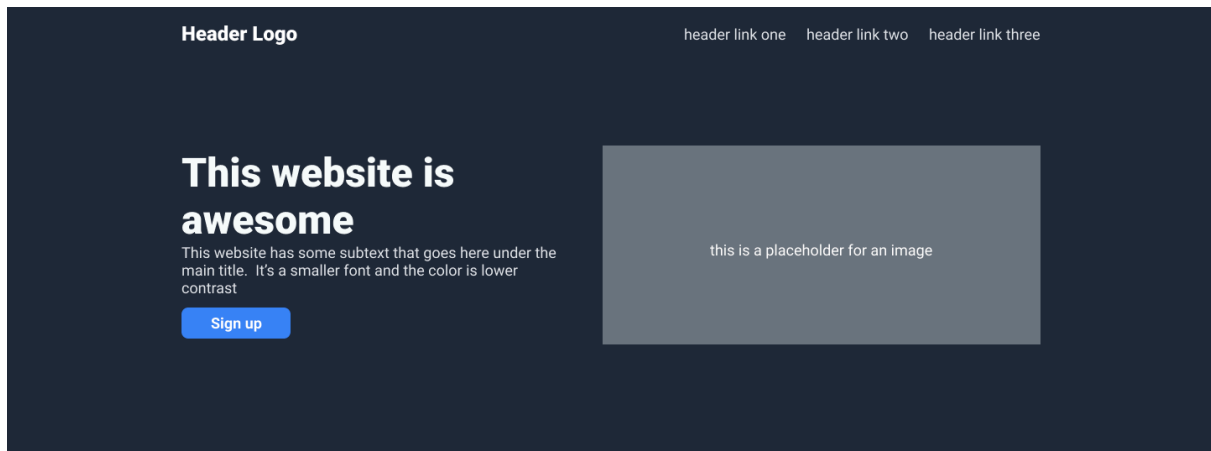 Header Logo
header link one header link two header link three
This website is
awesome
This website has some subtext that goes here under the
main title.  It’s a smaller font and the color is lower
contrast
Sign up
this is a placeholder for an image